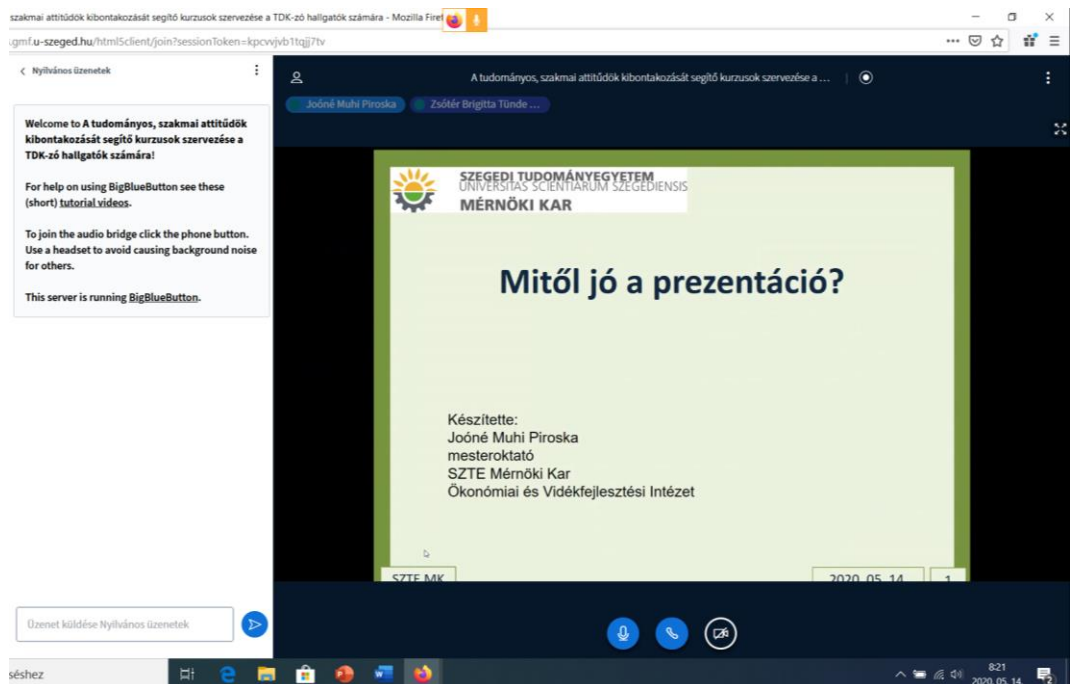 szakmai attitűdök kibontakozását segítő kurzusok szervezése a TDK-zó hallgatók számára - Mozilla Firef
.gmf.u-szeged.hu/html5client/join?sessionToken=kpcvvjvb1tqjj7tv
Nyilvános üzenetek
Welcome to A tudományos, szakmai attitűdök
kibontakozását segítő kurzusok szervezése a
TDK-zó hallgatók számára!
For help on using BigBlueButton see these
(short) tutorial videos.
To join the audio bridge click the phone button.
Use a headset to avoid causing background noise
for others.
This server is running BigBlueButton.
Üzenet küldése Nyilvános üzenetek
A tudományos, szakmai attitűdök kibontakozását segítő kurzusok szervezése a ...
Joóné Muhi Piroska
Zsótér Brigitta Tünde ...
SZEGEDI TUDOMÁNYEGYETEM
UNIVERSITAS SCIENTIARUM SZEGEDIENSIS
MÉRNÖKI KAR
Mitől jó a prezentáció?
Készítette:
Joóné Muhi Piroska
mesteroktató
SZTE Mérnöki Kar
Ökonómiai és Vidékfejlesztési Intézet
SZTE MK
2020. 05. 14.
1
séshez
8:21
2020. 05. 14.
2